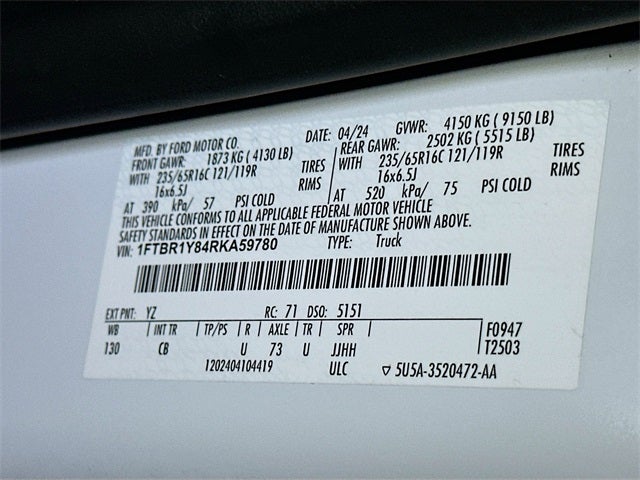 MFD. BY FORD MOTOR CO. DATE: 04/24 GVWR: 4150 KG ( 9150 LB)
FRONT GAWR: 1873 KG ( 4130 LB) REAR GAWR: 2502 KG ( 5515 LB)
WITH 235/65R16C 121/119R TIRES WITH 235/65R16C 121/119R TIRES
16x6.5J RIMS 16x6.5J RIMS
AT 390 kPa/ 57 PSI COLD AT 520 kPa/ 75 PSI COLD
THIS VEHICLE CONFORMS TO ALL APPLICABLE FEDERAL MOTOR VEHICLE
SAFETY STANDARDS IN EFFECT ON THE DATE OF MANUFACTURE SHOWN ABOVE.
VIN: 1FTBR1Y84RKA59780 TYPE: Truck
EXT PNT: YZ RC: 71 DSO: 5151
WB INT TR TP/PS R AXLE TR SPR F0947
130 CB U 73 U JJHH T2503
1202404104419 ULC 5U5A-3520472-AA